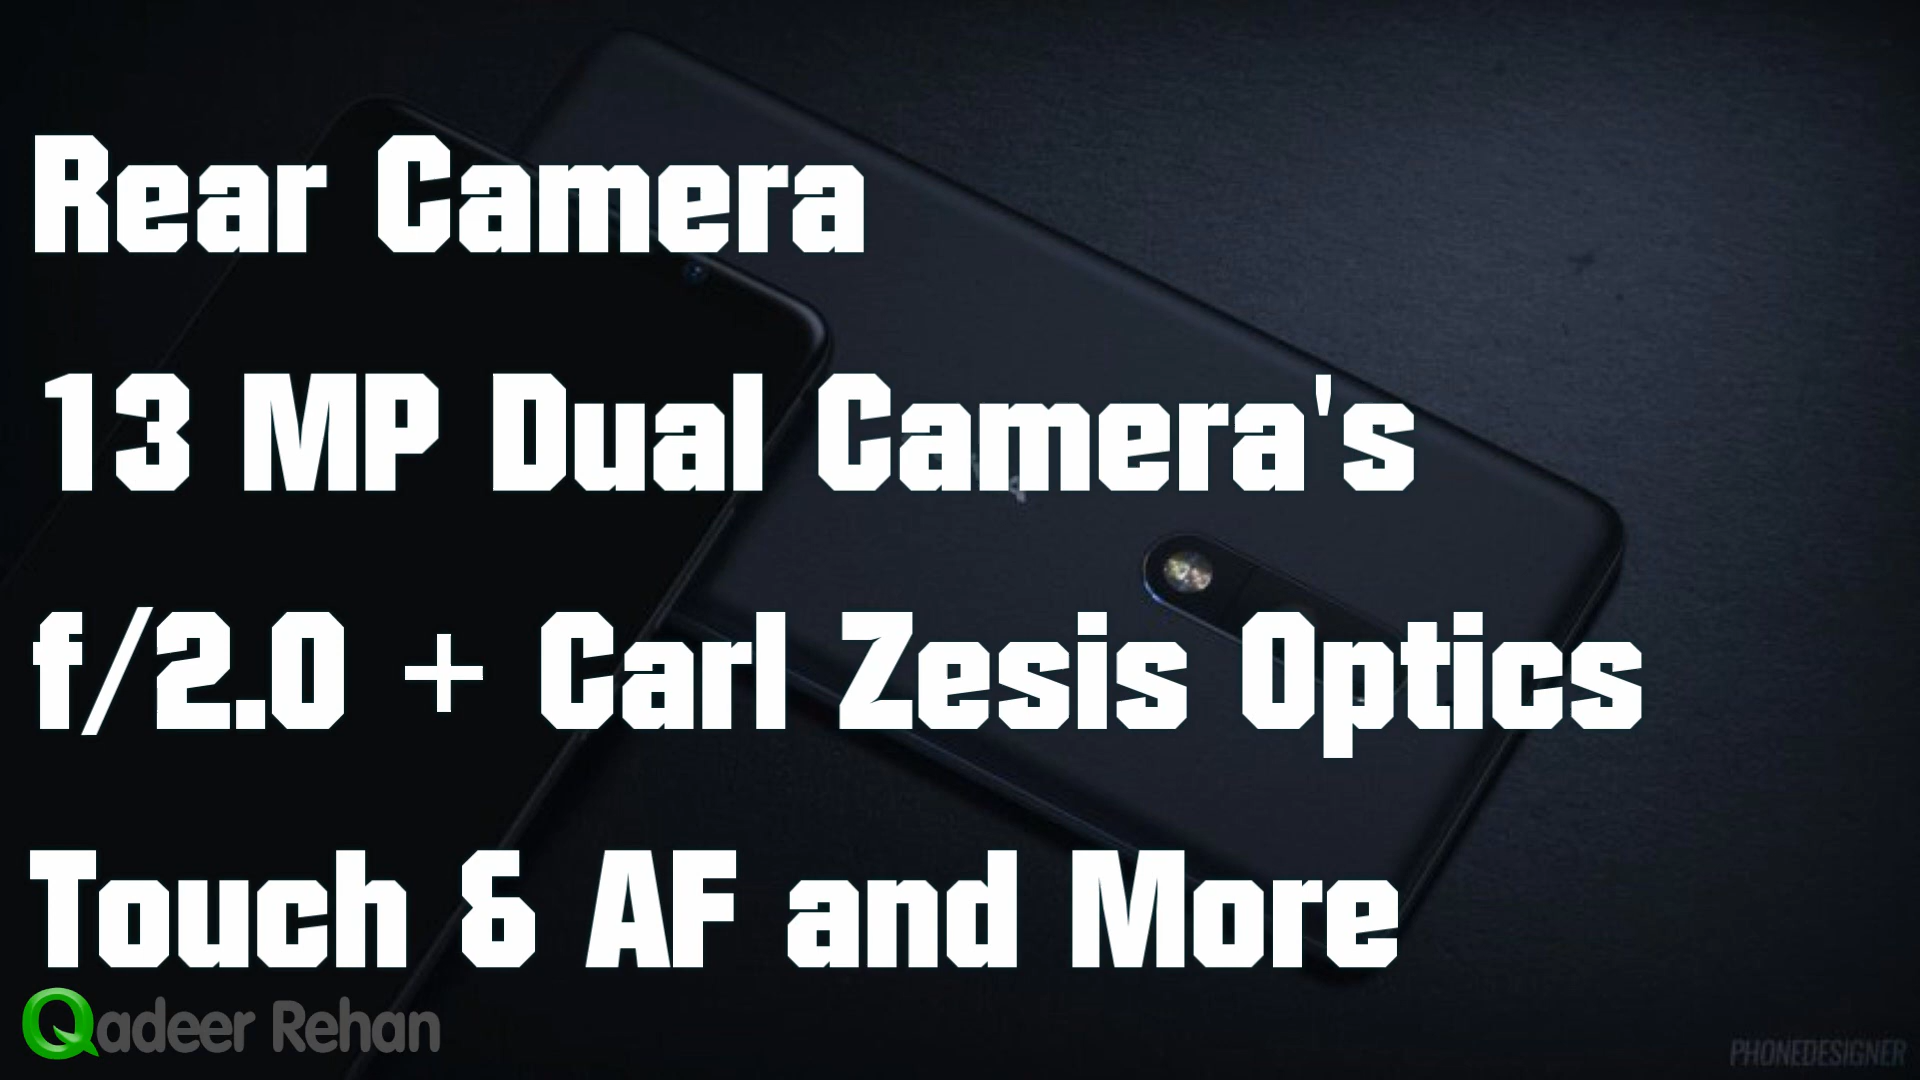 Rear Camera
13 MP Dual Camera's
f/2.0 + Carl Zesis Optics
Touch & AF and More
Qadeer Rehan
PHONEDESIGNER